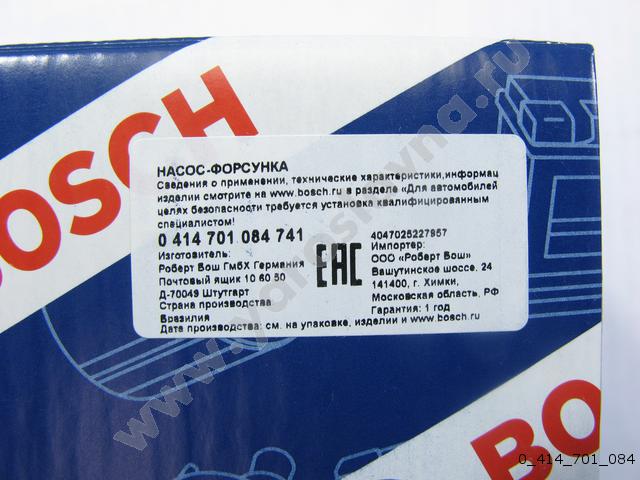 BOSCH
НАСОС-ФОРСУНКА
Сведения о применении, технические характеристики,информац
изделии смотрите на www.bosch.ru в разделе «Для автомобилей
целях безопасности требуется установка квалифицированным
специалистом!
0 414 701 084 741
Изготовитель:
Роберт Бош ГмбХ Германия
Почтовый ящик 10 60 50
Д-70049 Штутгарт
Страна производства
Бразилия
Дата производства: см. на упаковке, изделии и www.bosch.ru
EAC
4047025227957
Импортер:
ООО «Роберт Бош»
Вашутинское шоссе, 24
141400, г. Химки,
Московская область, РФ
Гарантия: 1 год
BO
0_414_701_084